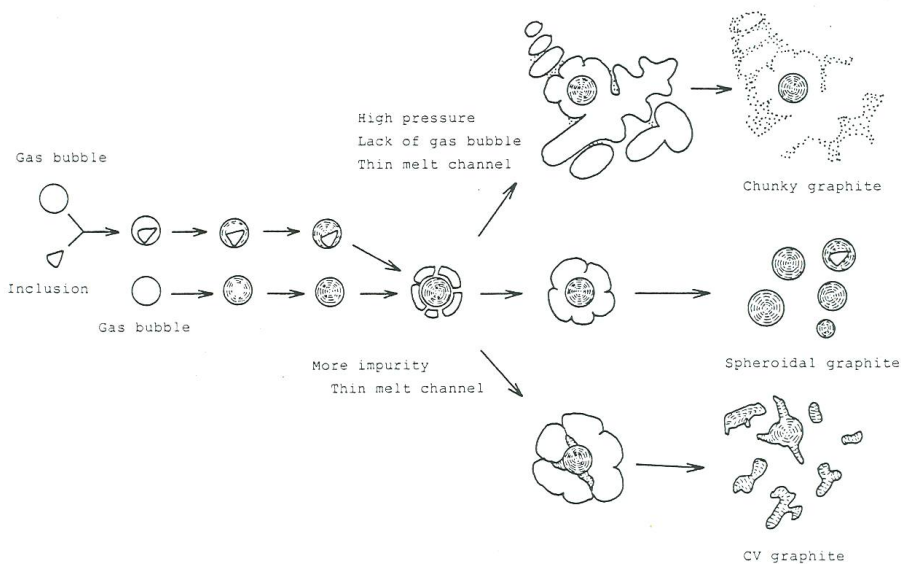 High pressure
Lack of gas bubble
Thin melt channel
Gas bubble
Chunky graphite
Inclusion
Gas bubble
Spheroidal graphite
More impurity
Thin melt channel
CV graphite